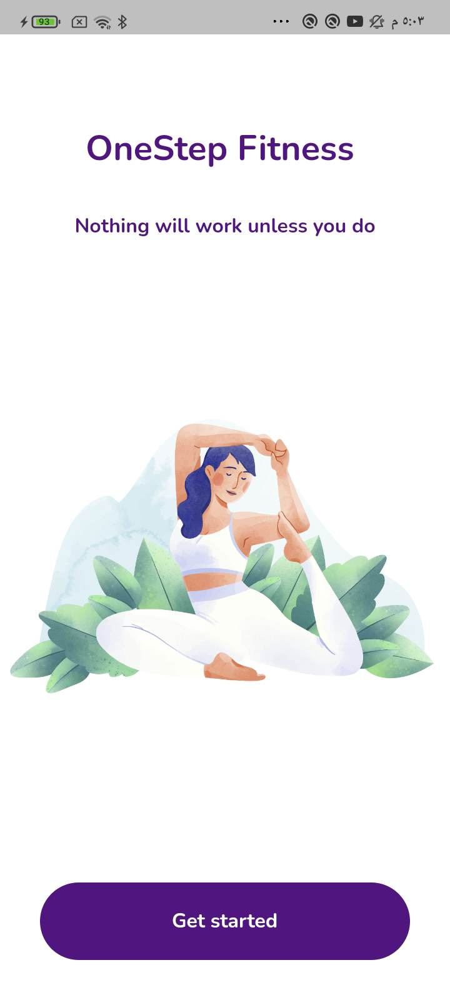 93 ٥:٠٣ م
OneStep Fitness
Nothing will work unless you do
Get started